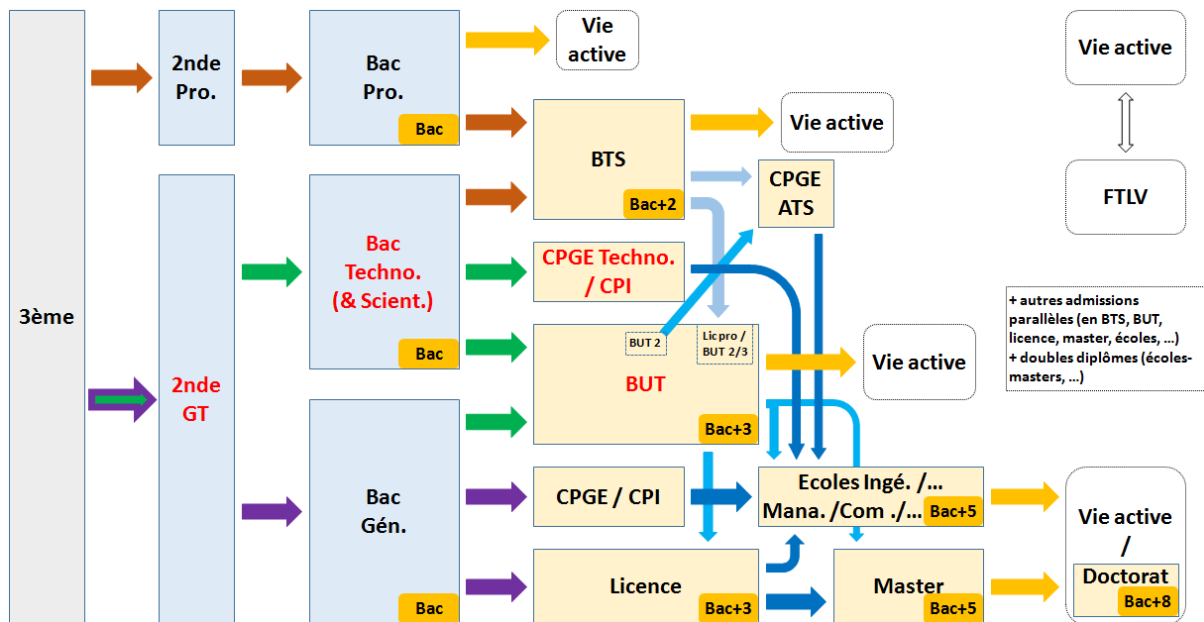 3ème
2nde
Pro.
2nde
GT
Bac
Pro.
Bac
Bac
Techno.
(& Scient.)
Bac
Bac
Gén.
Bac
Vie
active
BTS
Bac+2
Vie active
CPGE
ATS
CPGE Techno.
/ CPI
BUT 2
Lic pro /
BUT 2/3
BUT
Bac+3
Vie active
CPGE / CPI
Ecoles Ingé. /...
Mana. /Com ./...
Bac+5
Licence
Bac+3
Master
Bac+5
Vie active
/
Doctorat
Bac+8
Vie active
FTLV
+ autres admissions
parallèles (en BTS, BUT,
licence, master, écoles, ...)
+ doubles diplômes (écoles-
masters, ...)